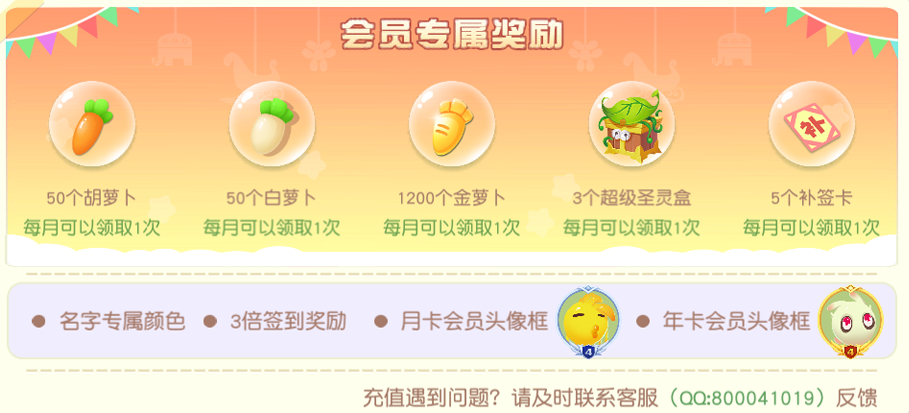 会员专属奖励
补
50个胡萝卜
50个白萝卜
1200个金萝卜
3个超级圣灵盒
5个补签卡
每月可以领取1次
每月可以领取1次
每月可以领取1次
每月可以领取1次
每月可以领取1次
名字专属颜色
3倍签到奖励
月卡会员头像框
4
年卡会员头像框
4
充值遇到问题？请及时联系客服（QQ:800041019）反馈